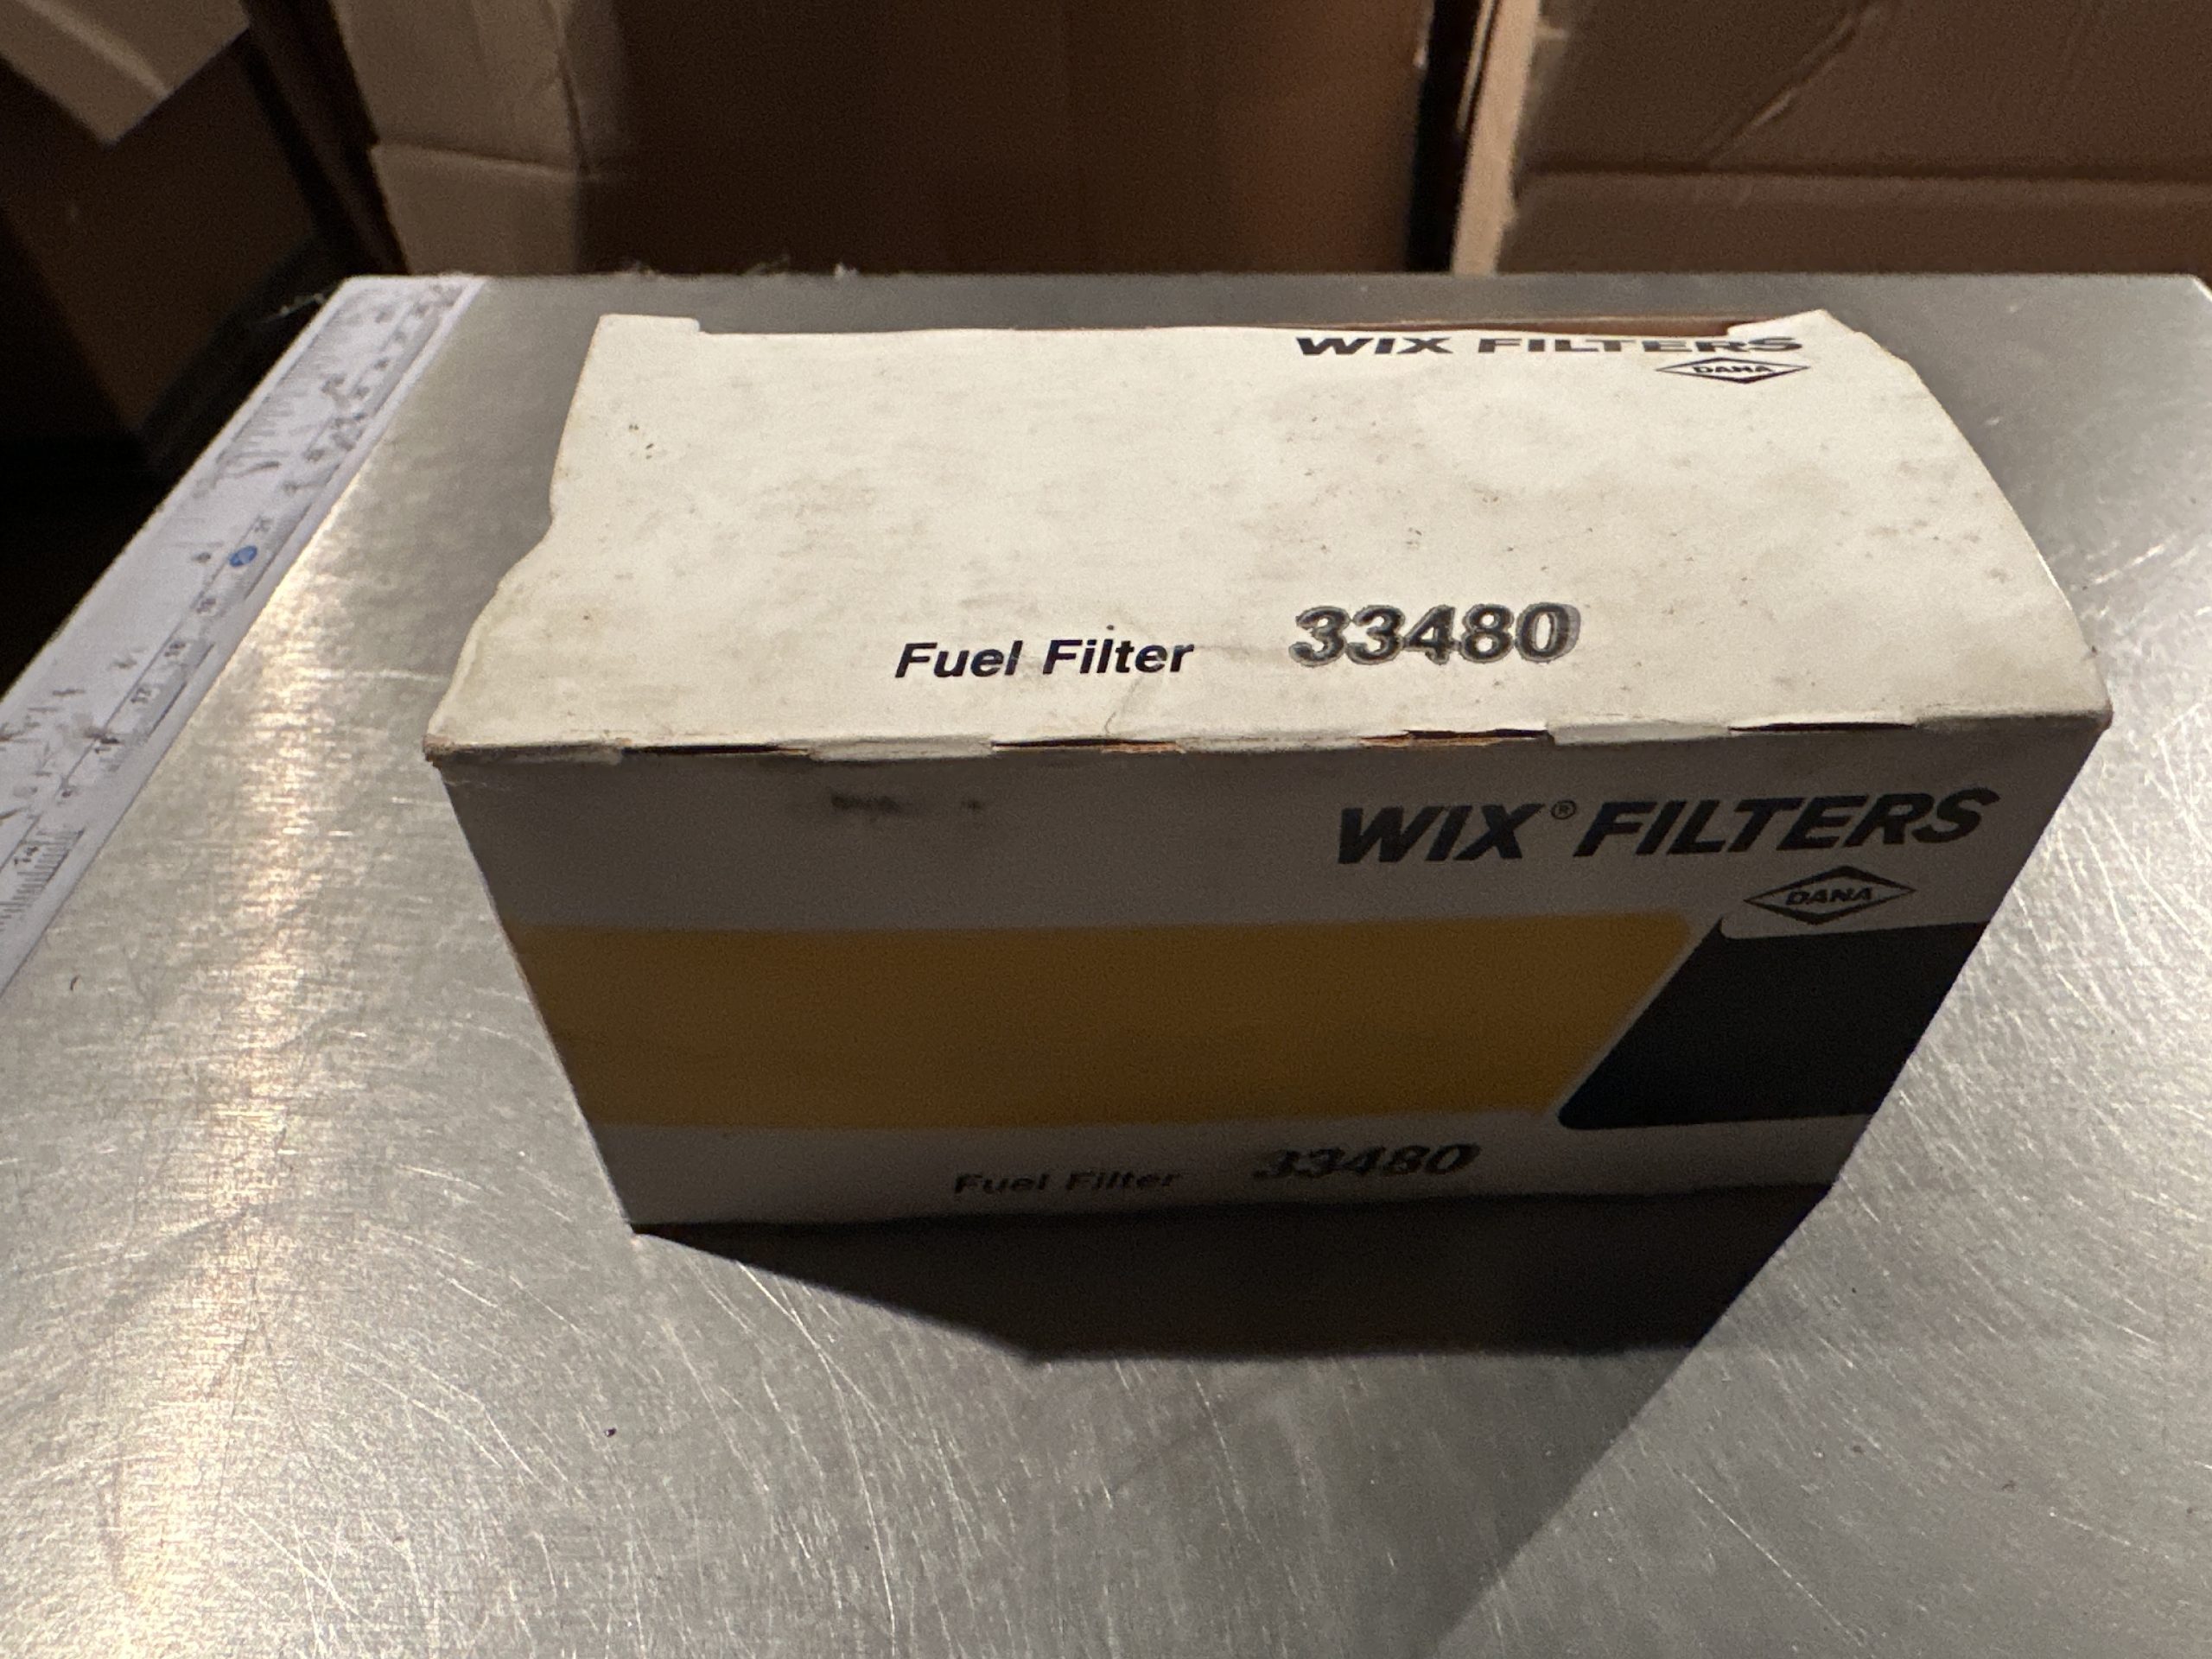 WIX FILTERS
DANA
Fuel Filter 33480
WIX® FILTERS
DANA
Fuel Filter 33480